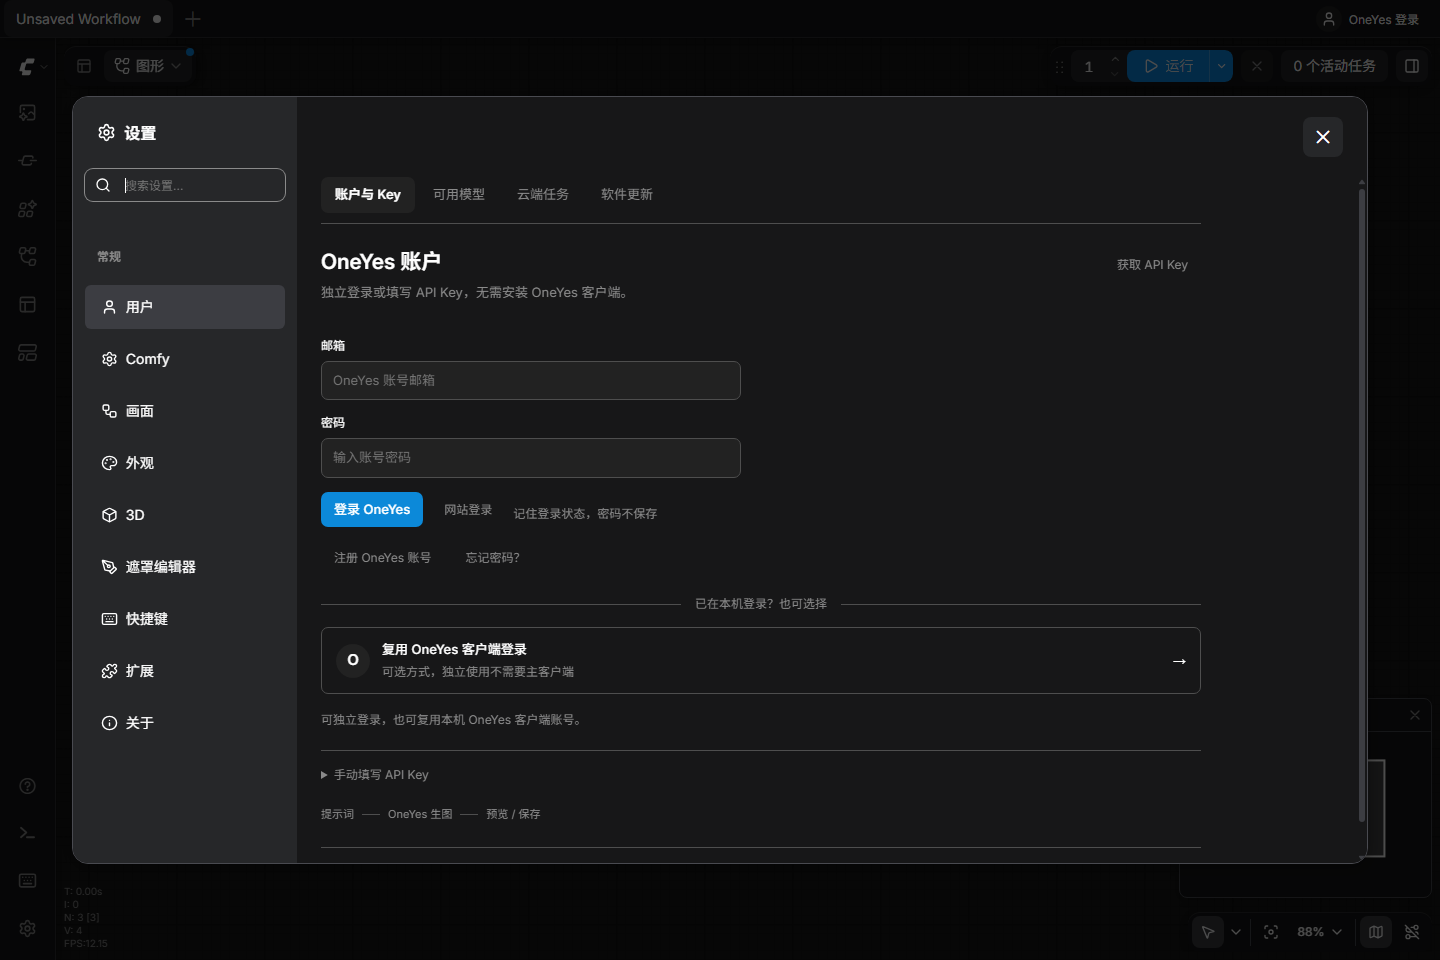 Unsaved Workflow
OneYes 登录
图形
1
运行
0 个活动任务
设置
搜索设置...
常规
用户
Comfy
画面
外观
3D
遮罩编辑器
快捷键
扩展
关于
账户与 Key
可用模型
云端任务
软件更新
OneYes 账户
获取 API Key
独立登录或填写 API Key，无需安装 OneYes 客户端。
邮箱
OneYes 账号邮箱
密码
输入账号密码
登录 OneYes
网站登录
记住登录状态，密码不保存
注册 OneYes 账号
忘记密码？
已在本机登录？也可选择
O
复用 OneYes 客户端登录
可选方式，独立使用不需要主客户端
→
可独立登录，也可复用本机 OneYes 客户端账号。
手动填写 API Key
提示词 — OneYes 生图 — 预览 / 保存
T: 0.00s
I: 0
N: 3 [3]
V: 4
FPS:12.15
88%